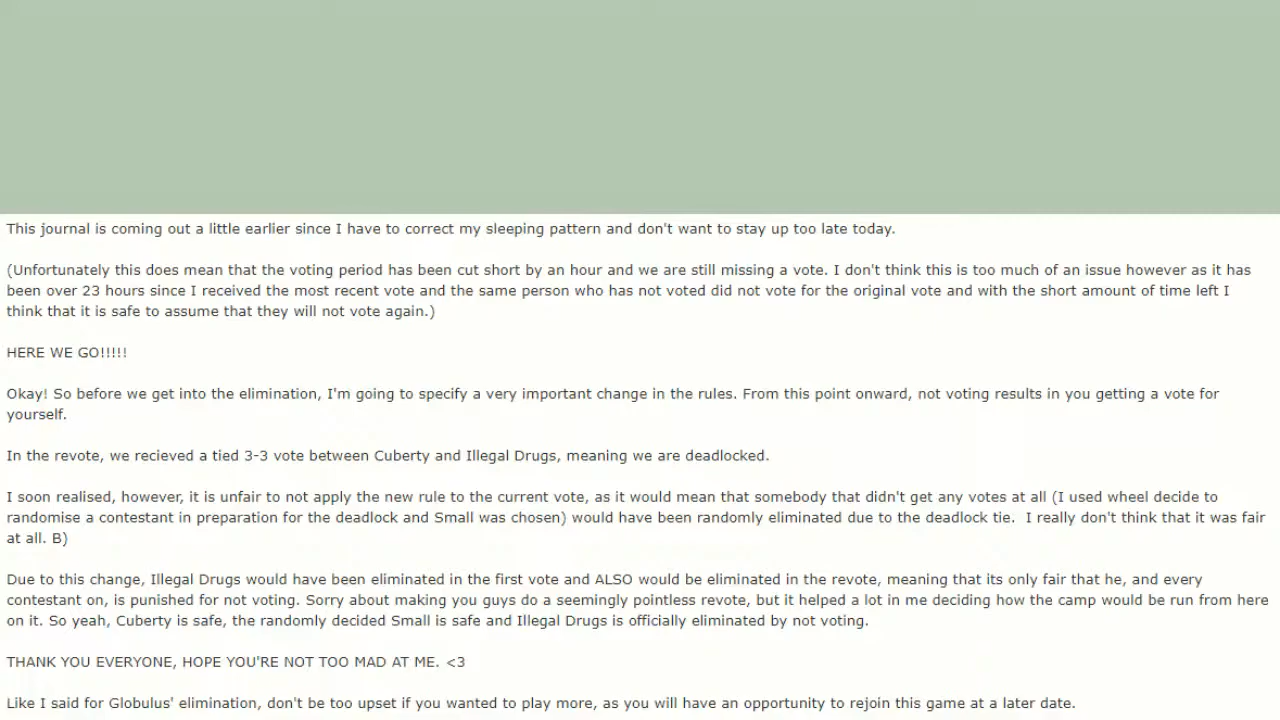 This journal is coming out a little earlier since I have to correct my sleeping pattern and don't want to stay up too late today.
(Unfortunately this does mean that the voting period has been cut short by an hour and we are still missing a vote. I don't think this is too much of an issue however as it has
been over 23 hours since I received the most recent vote and the same person who has not voted did not vote for the original vote and with the short amount of time left I
think that it is safe to assume that they will not vote again.)
HERE WE GO!!!!!
Okay! So before we get into the elimination, I'm going to specify a very important change in the rules. From this point onward, not voting results in you getting a vote for
yourself.
In the revote, we recieved a tied 3-3 vote between Cuberty and Illegal Drugs, meaning we are deadlocked.
I soon realised, however, it is unfair to not apply the new rule to the current vote, as it would mean that somebody that didn't get any votes at all (I used wheel decide to
randomise a contestant in preparation for the deadlock and Small was chosen) would have been randomly eliminated due to the deadlock tie.  I really don't think that it was fair
at all. B)
Due to this change, Illegal Drugs would have been eliminated in the first vote and ALSO would be eliminated in the revote, meaning that its only fair that he, and every
contestant on, is punished for not voting. Sorry about making you guys do a seemingly pointless revote, but it helped a lot in me deciding how the camp would be run from here
on it. So yeah, Cuberty is safe, the randomly decided Small is safe and Illegal Drugs is officially eliminated by not voting.
THANK YOU EVERYONE, HOPE YOU'RE NOT TOO MAD AT ME. <3
Like I said for Globulus' elimination, don't be too upset if you wanted to play more, as you will have an opportunity to rejoin this game at a later date.